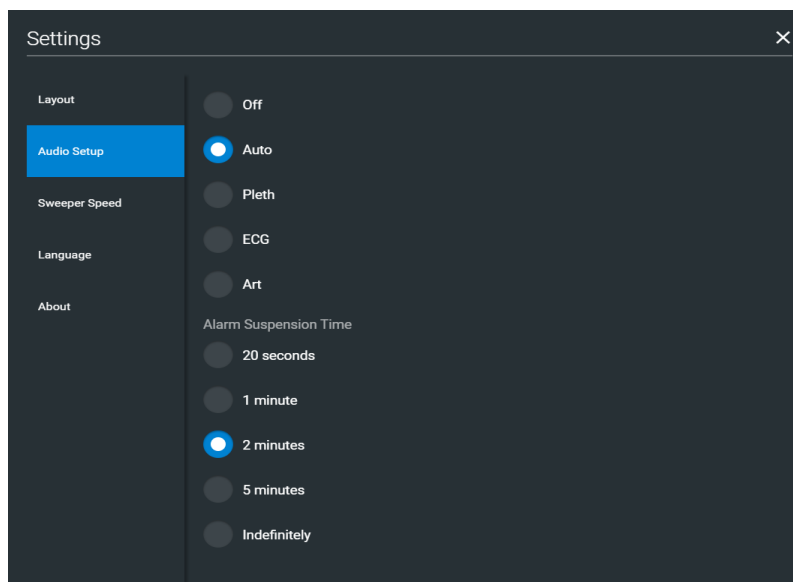 Settings
Layout
Audio Setup
Sweeper Speed
Language
About
Off
Auto
Pleth
ECG
Art
Alarm Suspension Time
20 seconds
1 minute
2 minutes
5 minutes
Indefinitely